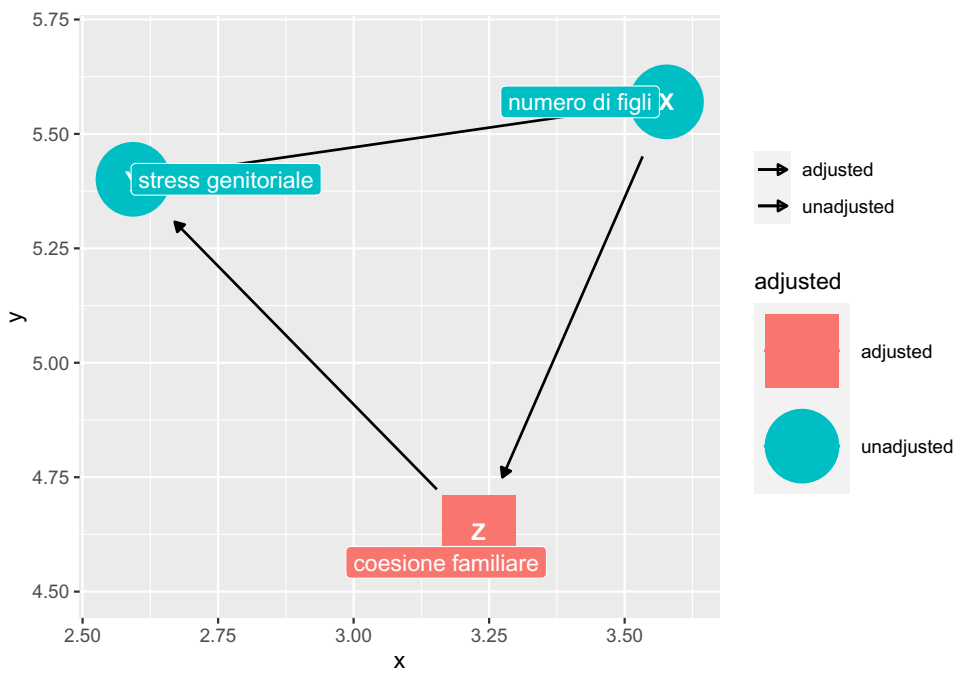 5.75
5.50
5.25
5.00
4.75
4.50
y
numero di figli
X
Y
stress genitoriale
Z
coesione familiare
2.50 2.75 3.00 3.25 3.50
x
adjusted
unadjusted
adjusted
adjusted
unadjusted